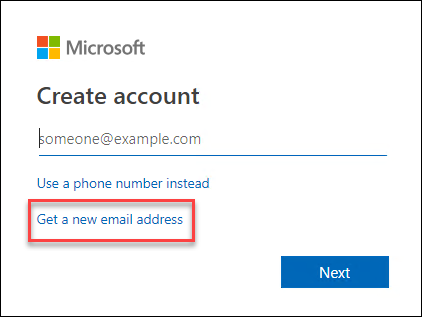 Microsoft
Create account
someone@example.com
Use a phone number instead
Get a new email address
Next